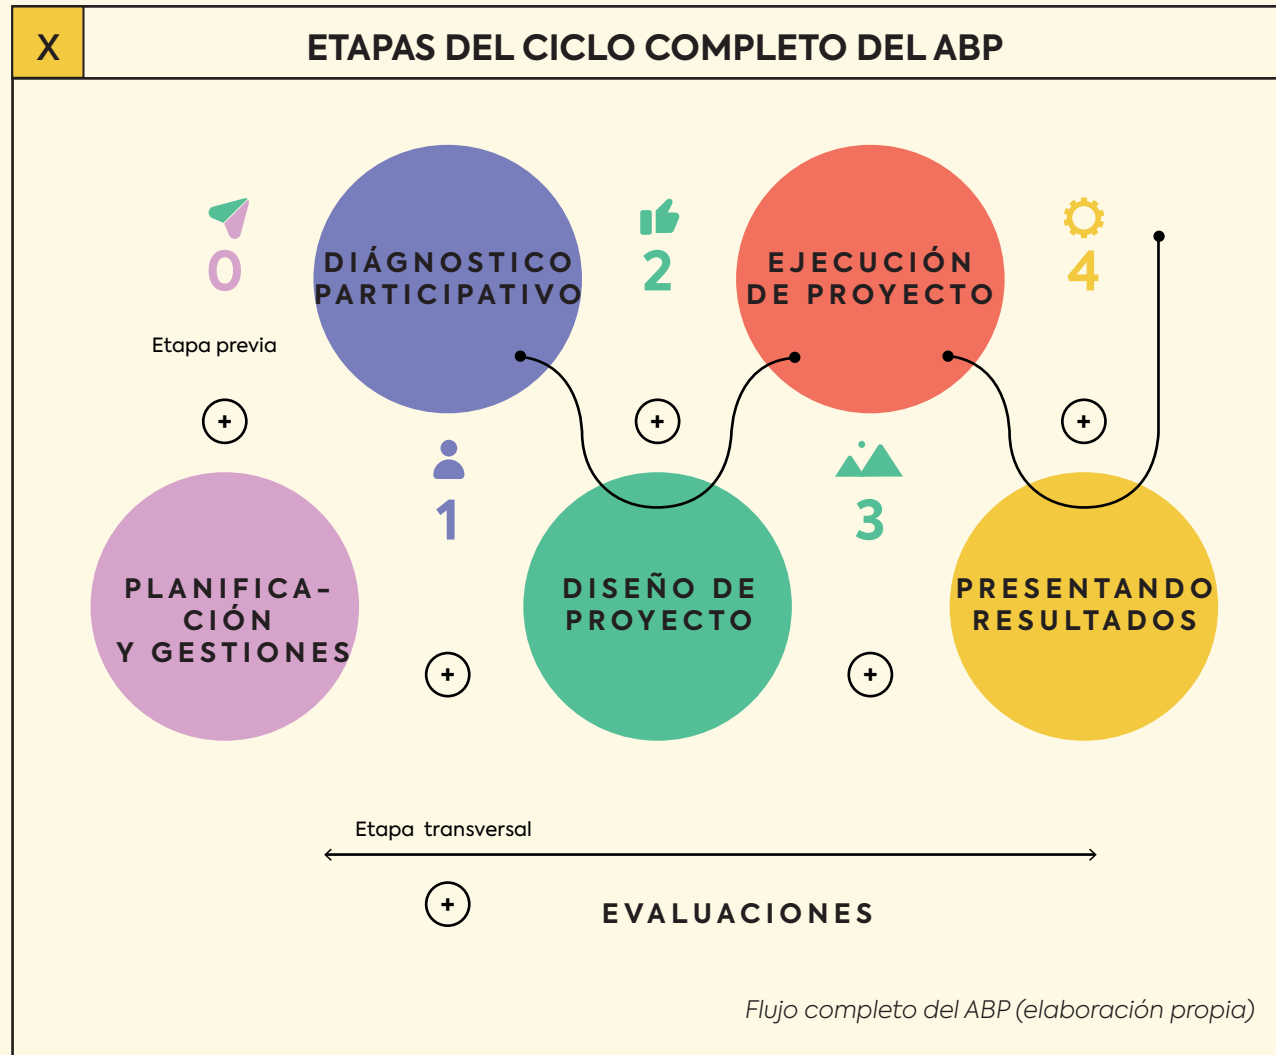 X
ETAPAS DEL CICLO COMPLETO DEL ABP
0
Etapa previa
+
PLANIFICA-
CIÓN
Y GESTIONES
DIÁGNOSTICO
PARTICIPATIVO
1
+
2
+
DISEÑO DE
PROYECTO
EJECUCIÓN
DE PROYECTO
3
+
4
+
PRESENTANDO
RESULTADOS
Etapa transversal
+
EVALUACIONES
Flujo completo del ABP (elaboración propia)